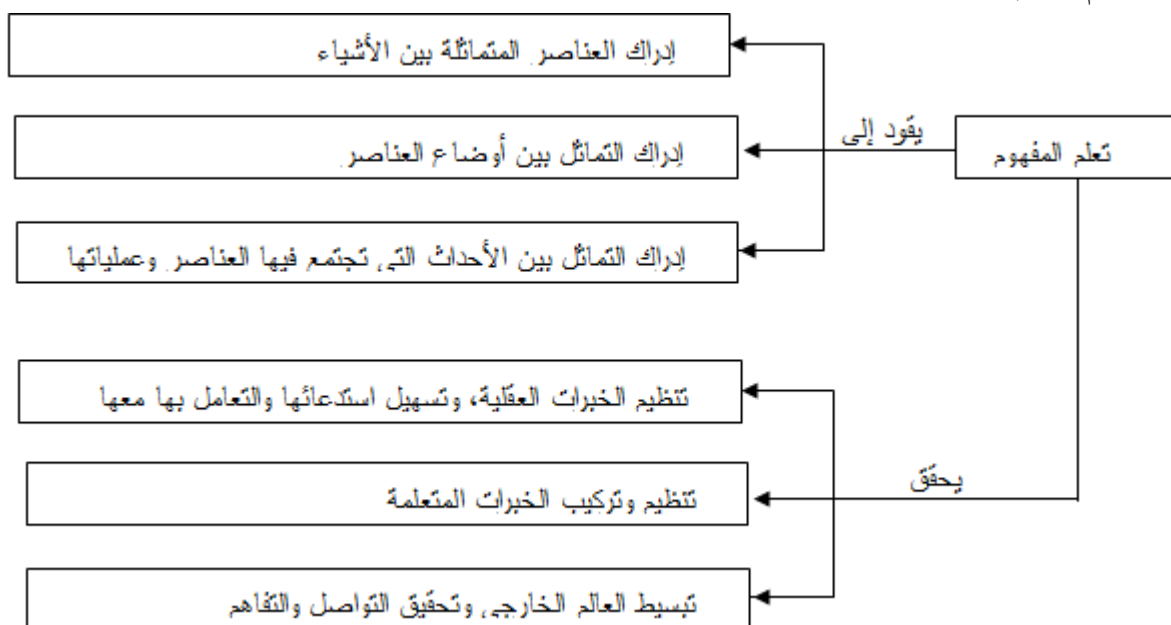 تعلم المفهوم
يقود إلى
إدراك العناصر المتماثلة بين الأشياء
إدراك التماثل بين أوضاع العناصر
إدراك التماثل بين الأحداث التي تجتمع فيها العناصر وعملياتها
يحقق
تنظيم الخبرات العقلية، وتسهيل استدعائها والتعامل بها معها
تنظيم وتركيب الخبرات المتعلمة
تبسيط العالم الخارجي وتحقيق التواصل والتفاهم